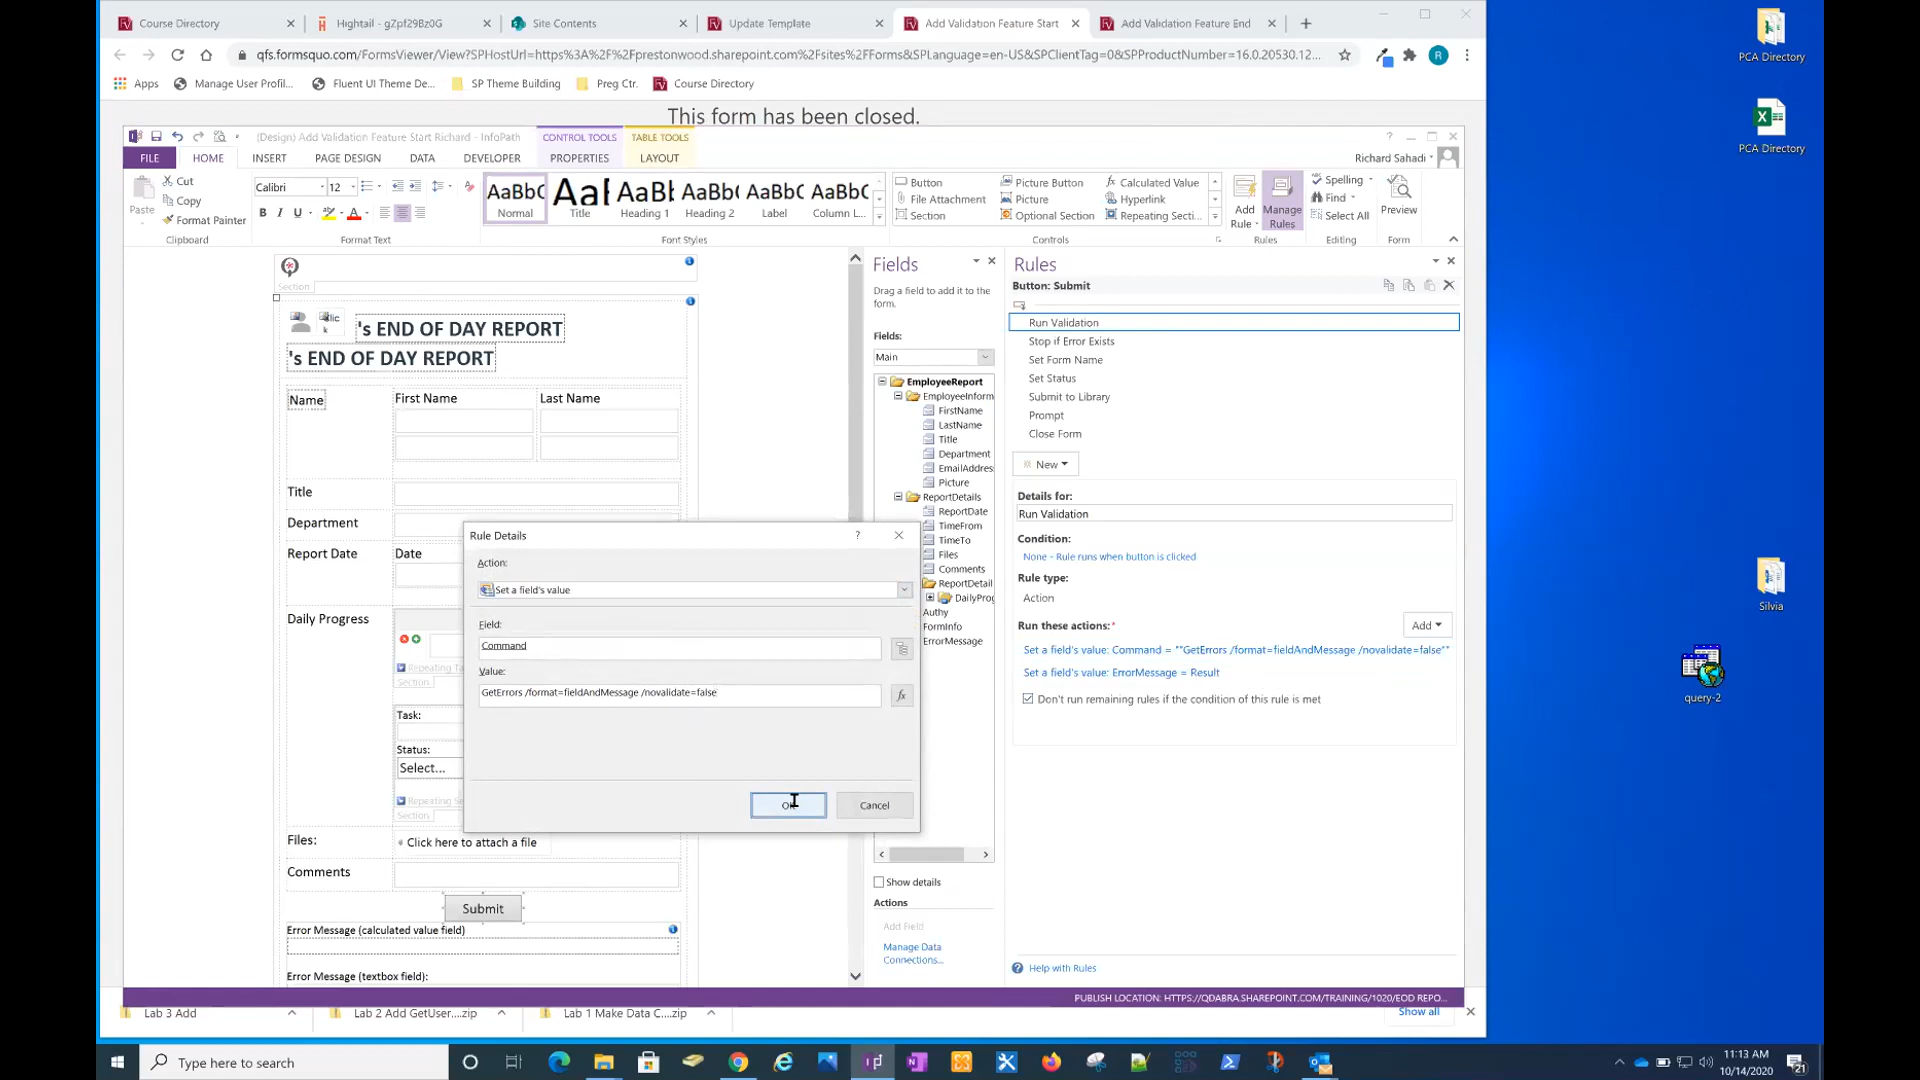 Course Directory
Hightail - gZpf29Bz0G
Site Contents
Update Template
Add Validation Feature Start
Add Validation Feature End
qfs.formsquo.com/FormsViewer/View?SPHostUrl=https%3A%2F%2Fprestonwood.sharepoint.com%2Fsites%2FForms&SPLanguage=en-US&SPClientTag=0&SPProductNumber=16.0.20530.12...
R
Apps
Manage User Profil...
Fluent UI Theme De...
SP Theme Building
Preg Ctr.
Course Directory
This form has been closed.
(Design) Add Validation Feature Start Richard - InfoPath
CONTROL TOOLS
TABLE TOOLS
FILE
HOME
INSERT
PAGE DESIGN
DATA
DEVELOPER
PROPERTIES
LAYOUT
Richard Sahadi
Paste
Cut
Copy
Format Painter
Clipboard
Calibri
12
B I U
Format Text
AaBbC
Normal
AaI
Title
AaBbI
Heading 1
AaBbC
Heading 2
AaBbC
Label
AaBbC
Column L...
Font Styles
Button
File Attachment
Section
Picture Button
Picture
Optional Section
Calculated Value
Hyperlink
Repeating Secti...
Controls
Add
Rule
Manage
Rules
Rules
Spelling
Find
Select All
Editing
Preview
Form
Section
's END OF DAY REPORT
's END OF DAY REPORT
Name
First Name
Last Name
Title
Department
Report Date
Date
Daily Progress
Repeating Ta
Section
Task:
Status:
Select...
Repeating Se
Section
Files:
Click here to attach a file
Comments
Submit
Error Message (calculated value field)
Error Message (textbox field):
Rule Details
Action:
Set a field's value
Field:
Command
Value:
GetErrors /format=fieldAndMessage /novalidate=false
OK
Cancel
Fields
Drag a field to add it to the
form.
Fields:
Main
EmployeeReport
EmployeeInform
FirstName
LastName
Title
Department
EmailAddres
Picture
ReportDetails
ReportDate
TimeFrom
TimeTo
Files
Comments
ReportDetail
DailyProg
Authy
FormInfo
ErrorMessage
Show details
Actions
Add Field
Manage Data
Connections...
Rules
Button: Submit
Run Validation
Stop if Error Exists
Set Form Name
Set Status
Submit to Library
Prompt
Close Form
New
Details for:
Run Validation
Condition:
None - Rule runs when button is clicked
Rule type:
Action
Run these actions:*
Add
Set a field's value: Command = ""GetErrors /format=fieldAndMessage /novalidate=false""
Set a field's value: ErrorMessage = Result
Don't run remaining rules if the condition of this rule is met
Help with Rules
PUBLISH LOCATION: HTTPS://QDABRA.SHAREPOINT.COM/TRAINING/1020/EOD REPO...
Lab 3 Add
Lab 2 Add GetUser....zip
Lab 1 Make Data C....zip
Show all
Type here to search
11:13 AM
10/14/2020
21
PCA Directory
PCA Directory
Silvia
query-2